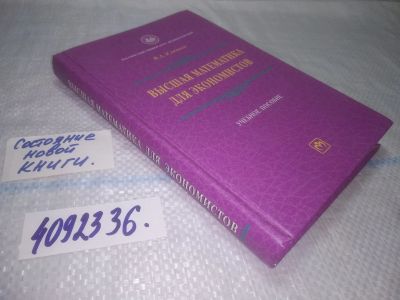 ВЫСШАЯ МАТЕМАТИКА
ДЛЯ ЭКОНОМИСТОВ
УЧЕБНОЕ ПОСОБИЕ
ВЫСШАЯ МАТЕМАТИКА ДЛЯ ЭКОНОМИСТОВ
Состояние
новой
книги.
4092336.